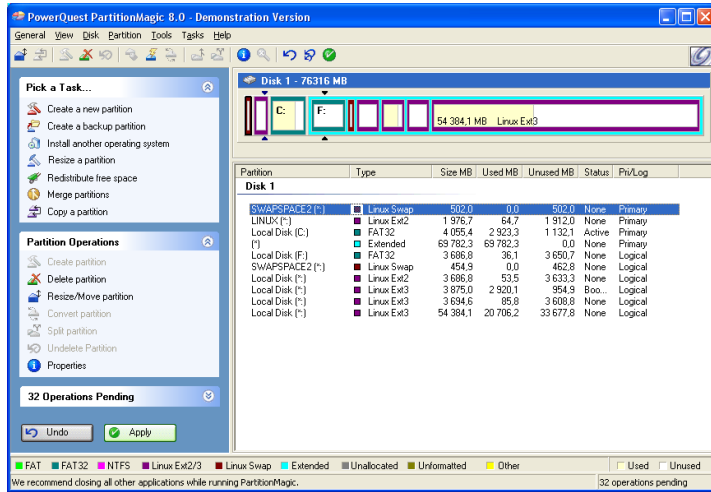 PowerQuest PartitionMagic 8.0 - Demonstration Version
General View Disk Partition Tools Tasks Help
Pick a Task...
Create a new partition
Create a backup partition
Install another operating system
Resize a partition
Redistribute free space
Merge partitions
Copy a partition
Partition Operations
Create partition
Delete partition
Resize/Move partition
Convert partition
Split partition
Undelete Partition
Properties
32 Operations Pending
Undo Apply
Disk 1 - 76316 MB
C: F: 54 384,1 MB Linux Ext3
Partition Type Size MB Used MB Unused MB Status Pri/Log
Disk 1
SWAPSPACE2 (*:) Linux Swap 502,0 0,0 502,0 None Primary
LINUX (*:) Linux Ext2 1 976,7 64,7 1 912,0 None Primary
Local Disk (C:) FAT32 4 055,4 2 923,3 1 132,1 Active Primary
(*) Extended 69 782,3 69 782,3 0,0 None Primary
Local Disk (F:) FAT32 3 686,8 36,1 3 650,7 None Logical
SWAPSPACE2 (*:) Linux Swap 454,9 0,0 462,8 None Logical
Local Disk (*:) Linux Ext2 3 686,8 53,5 3 633,3 None Logical
Local Disk (*:) Linux Ext3 3 875,0 2 920,1 954,9 Boo... Logical
Local Disk (*:) Linux Ext3 3 694,6 85,8 3 608,8 None Logical
Local Disk (*:) Linux Ext3 54 384,1 20 706,2 33 677,8 None Logical
FAT FAT32 NTFS Linux Ext2/3 Linux Swap Extended Unallocated Unformatted Other Used Unused
We recommend closing all other applications while running PartitionMagic. 32 operations pending